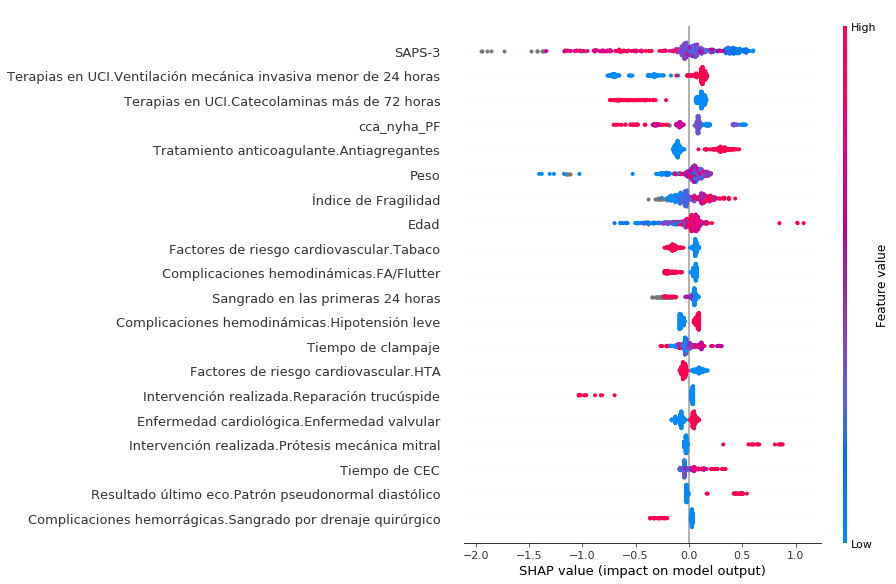 SAPS-3
Terapias en UCI.Ventilación mecánica invasiva menor de 24 horas
Terapias en UCI.Catecolaminas más de 72 horas
cca_nyha_PF
Tratamiento anticoagulante.Antiagregantes
Peso
Índice de Fragilidad
Edad
Factores de riesgo cardiovascular.Tabaco
Complicaciones hemodinámicas.FA/Flutter
Sangrado en las primeras 24 horas
Complicaciones hemodinámicas.Hipotensión leve
Tiempo de clampaje
Factores de riesgo cardiovascular.HTA
Intervención realizada.Reparación trucúspide
Enfermedad cardiológica.Enfermedad valvular
Intervención realizada.Prótesis mecánica mitral
Tiempo de CEC
Resultado último eco.Patrón pseudonormal diastólico
Complicaciones hemorrágicas.Sangrado por drenaje quirúrgico
−2.0 −1.5 −1.0 −0.5 0.0 0.5 1.0
SHAP value (impact on model output)
High
Feature value
Low